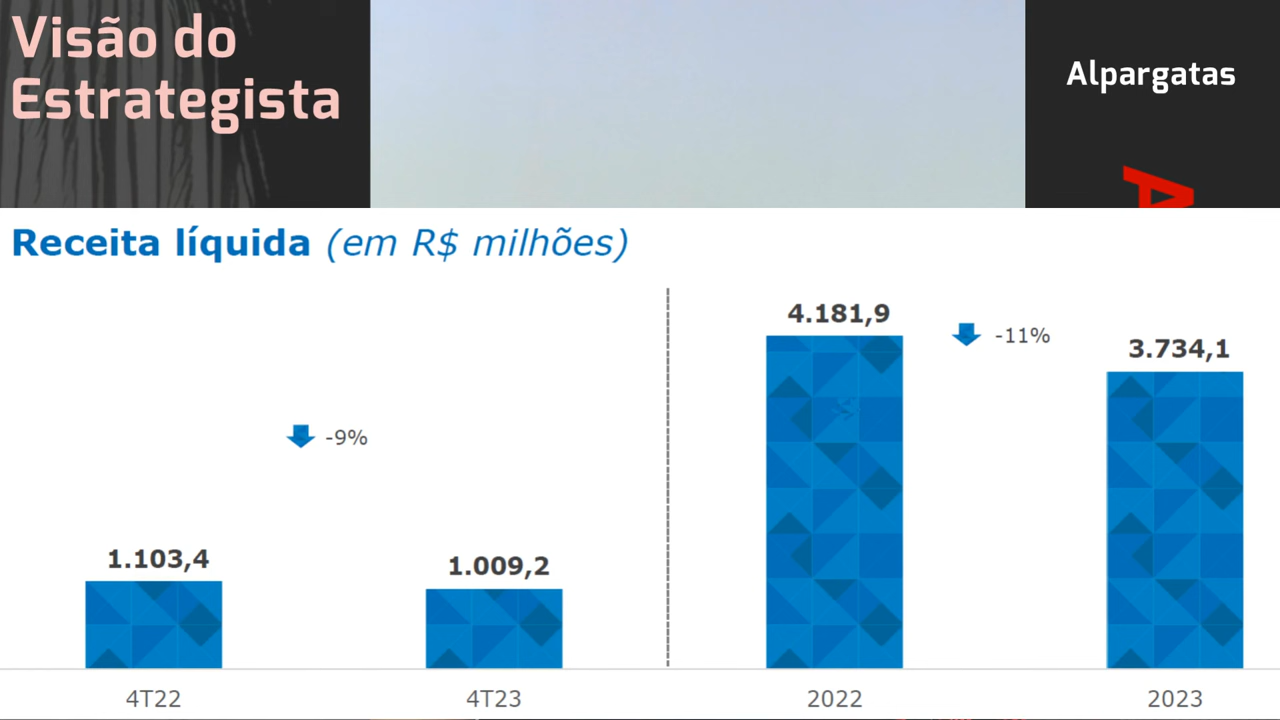 Visão do
Estrategista
Alpargatas
A
Receita líquida (em R$ milhões)
4.181,9
-11%
3.734,1
-9%
1.103,4
1.009,2
4T22
4T23
2022
2023